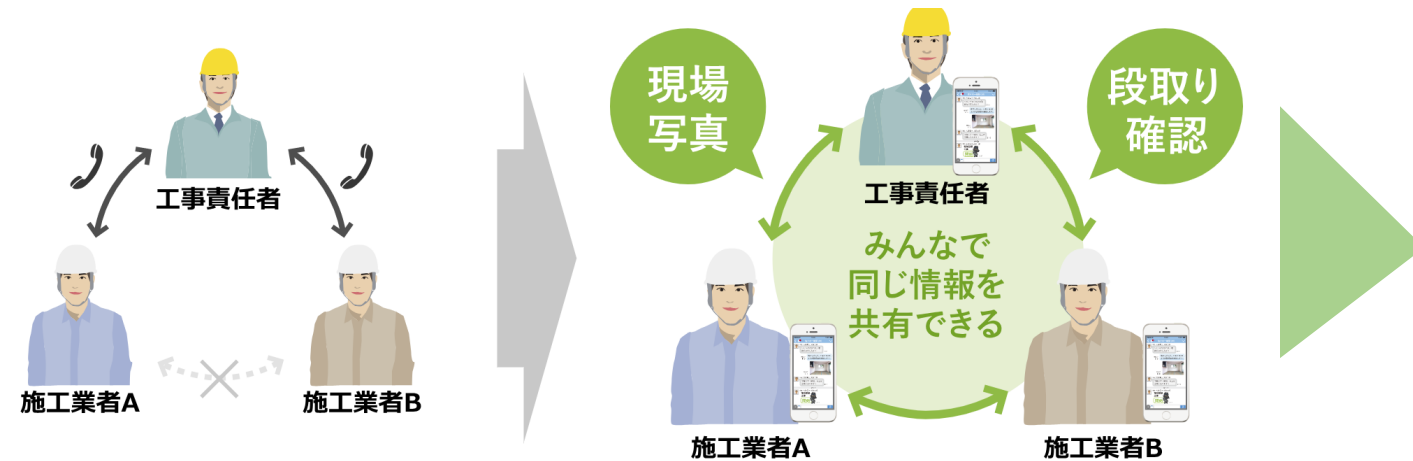 工事責任者
施工業者A
施工業者B
現場
写真
段取り
確認
工事責任者
みんなで
同じ情報を
共有できる
施工業者A
施工業者B